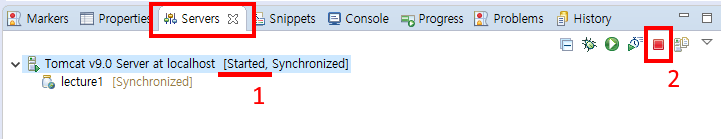 Markers Properties Servers Snippets Console Progress Problems History
Tomcat v9.0 Server at localhost [Started, Synchronized]
lecture1 [Synchronized]
1
2